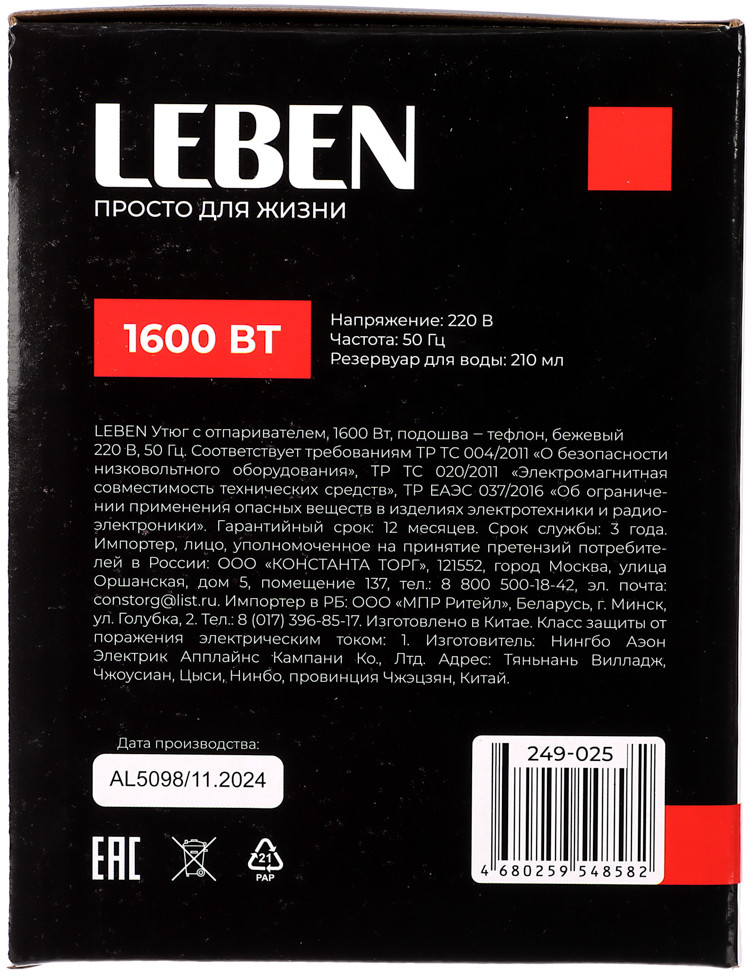 LEBEN
ПРОСТО ДЛЯ ЖИЗНИ
1600 ВТ
Напряжение: 220 В
Частота: 50 Гц
Резервуар для воды: 210 мл
LEBEN Утюг с отпаривателем, 1600 Вт, подошва – тефлон, бежевый
220 В, 50 Гц. Соответствует требованиям ТР ТС 004/2011 «О безопасности
низковольтного оборудования», ТР ТС 020/2011 «Электромагнитная
совместимость технических средств», ТР ЕАЭС 037/2016 «Об ограниче-
нии применения опасных веществ в изделиях электротехники и радио-
электроники». Гарантийный срок: 12 месяцев. Срок службы: 3 года.
Импортер, лицо, уполномоченное на принятие претензий потребите-
лей в России: ООО «КОНСТАНТА ТОРГ», 121552, город Москва, улица
Оршанская, дом 5, помещение 137, тел.: 8 800 500-18-42, эл. почта:
constorg@list.ru. Импортер в РБ: ООО «МПР Ритейл», Беларусь, г. Минск,
ул. Голубка, 2. Тел.: 8 (017) 396-85-17. Изготовлено в Китае. Класс защиты от
поражения электрическим током: 1. Изготовитель: Нингбо Аэон
Электрик Апплайнс Кампани Ко., Лтд. Адрес: Тяньнань Вилладж,
Чжоусиан, Цыси, Нинбо, провинция Чжэцзян, Китай.
Дата производства:
AL5098/11.2024
249-025
4 680259 548582
ЕАС
21
PAP